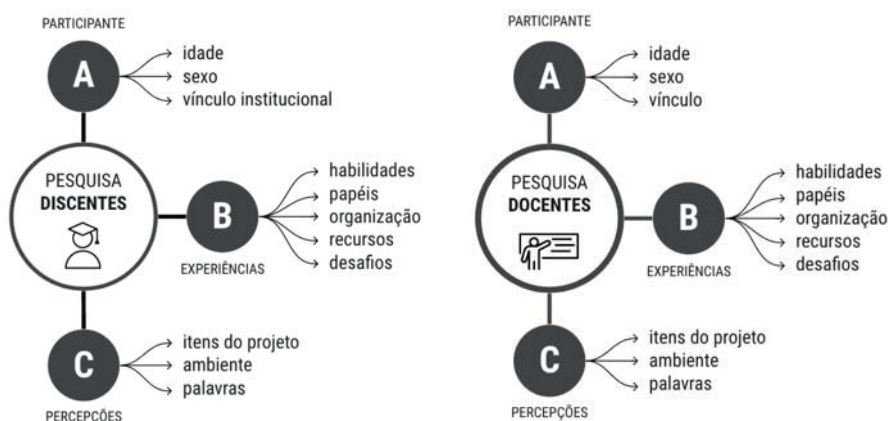 PARTICIPANTE
A
idade
sexo
vínculo institucional
PESQUISA
DISCENTES
B
EXPERIÊNCIAS
habilidades
papéis
organização
recursos
desafios
C
PERCEPÇÕES
itens do projeto
ambiente
palavras
PARTICIPANTE
A
idade
sexo
vínculo
PESQUISA
DOCENTES
B
EXPERIÊNCIAS
habilidades
papéis
organização
recursos
desafios
C
PERCEPÇÕES
itens do projeto
ambiente
palavras